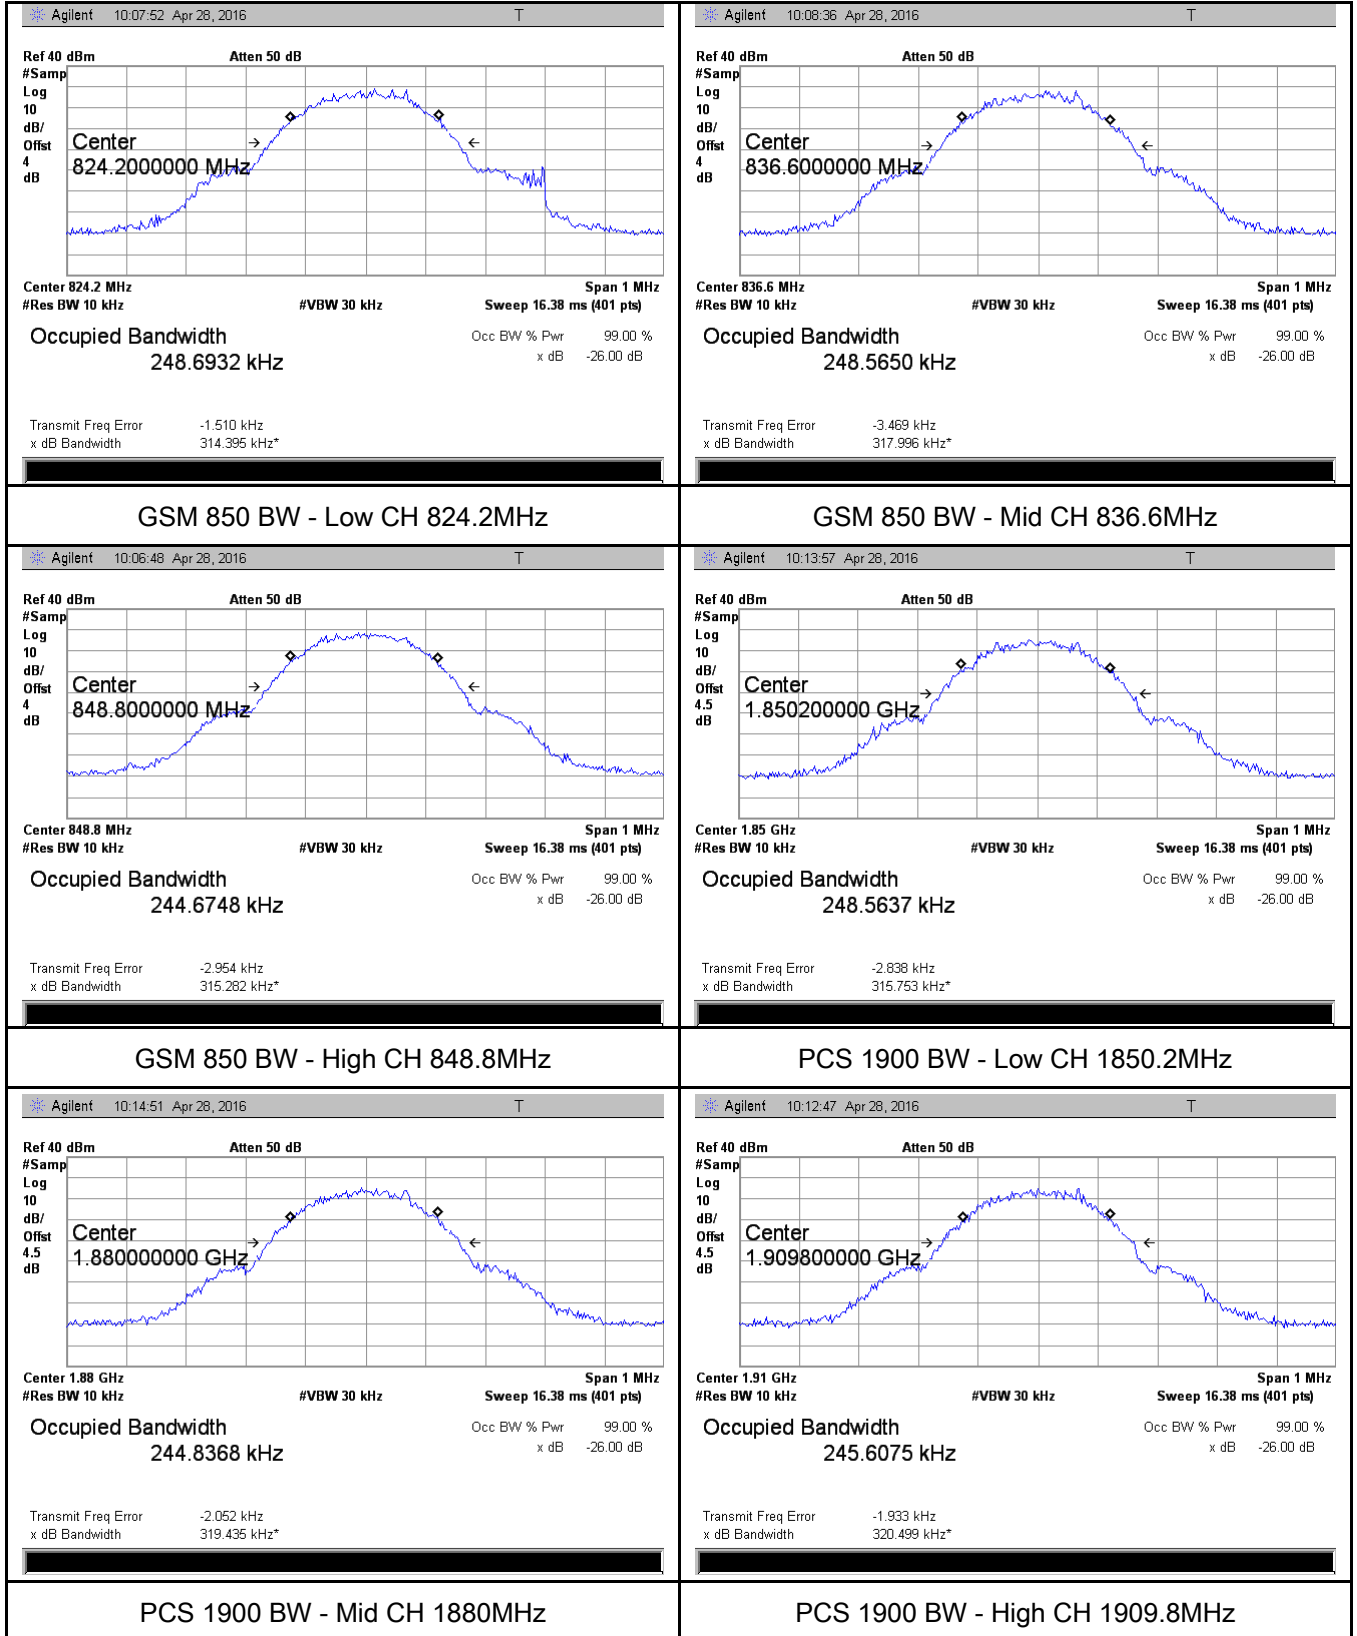 Agilent 10:07:52 Apr 28, 2016 T
Ref 40 dBm Atten 50 dB
#Samp
Log
10
dB/
Offst
4
dB
Center
824.2000000 MHz
Center 824.2 MHz Span 1 MHz
#Res BW 10 kHz #VBW 30 kHz Sweep 16.38 ms (401 pts)
Occupied Bandwidth Occ BW % Pwr 99.00 %
248.6932 kHz x dB -26.00 dB
Transmit Freq Error -1.510 kHz
x dB Bandwidth 314.395 kHz*
GSM 850 BW - Low CH 824.2MHz
Agilent 10:08:36 Apr 28, 2016 T
Ref 40 dBm Atten 50 dB
#Samp
Log
10
dB/
Offst
4
dB
Center
836.6000000 MHz
Center 836.6 MHz Span 1 MHz
#Res BW 10 kHz #VBW 30 kHz Sweep 16.38 ms (401 pts)
Occupied Bandwidth Occ BW % Pwr 99.00 %
248.5650 kHz x dB -26.00 dB
Transmit Freq Error -3.469 kHz
x dB Bandwidth 317.996 kHz*
GSM 850 BW - Mid CH 836.6MHz
Agilent 10:06:48 Apr 28, 2016 T
Ref 40 dBm Atten 50 dB
#Samp
Log
10
dB/
Offst
4
dB
Center
848.8000000 MHz
Center 848.8 MHz Span 1 MHz
#Res BW 10 kHz #VBW 30 kHz Sweep 16.38 ms (401 pts)
Occupied Bandwidth Occ BW % Pwr 99.00 %
244.6748 kHz x dB -26.00 dB
Transmit Freq Error -2.954 kHz
x dB Bandwidth 315.282 kHz*
GSM 850 BW - High CH 848.8MHz
Agilent 10:13:57 Apr 28, 2016 T
Ref 40 dBm Atten 50 dB
#Samp
Log
10
dB/
Offst
4.5
dB
Center
1.850200000 GHz
Center 1.85 GHz Span 1 MHz
#Res BW 10 kHz #VBW 30 kHz Sweep 16.38 ms (401 pts)
Occupied Bandwidth Occ BW % Pwr 99.00 %
248.5637 kHz x dB -26.00 dB
Transmit Freq Error -2.838 kHz
x dB Bandwidth 315.753 kHz*
PCS 1900 BW - Low CH 1850.2MHz
Agilent 10:14:51 Apr 28, 2016 T
Ref 40 dBm Atten 50 dB
#Samp
Log
10
dB/
Offst
4.5
dB
Center
1.880000000 GHz
Center 1.88 GHz Span 1 MHz
#Res BW 10 kHz #VBW 30 kHz Sweep 16.38 ms (401 pts)
Occupied Bandwidth Occ BW % Pwr 99.00 %
244.8368 kHz x dB -26.00 dB
Transmit Freq Error -2.052 kHz
x dB Bandwidth 319.435 kHz*
PCS 1900 BW - Mid CH 1880MHz
Agilent 10:12:47 Apr 28, 2016 T
Ref 40 dBm Atten 50 dB
#Samp
Log
10
dB/
Offst
4.5
dB
Center
1.909800000 GHz
Center 1.91 GHz Span 1 MHz
#Res BW 10 kHz #VBW 30 kHz Sweep 16.38 ms (401 pts)
Occupied Bandwidth Occ BW % Pwr 99.00 %
245.6075 kHz x dB -26.00 dB
Transmit Freq Error -1.933 kHz
x dB Bandwidth 320.499 kHz*
PCS 1900 BW - High CH 1909.8MHz